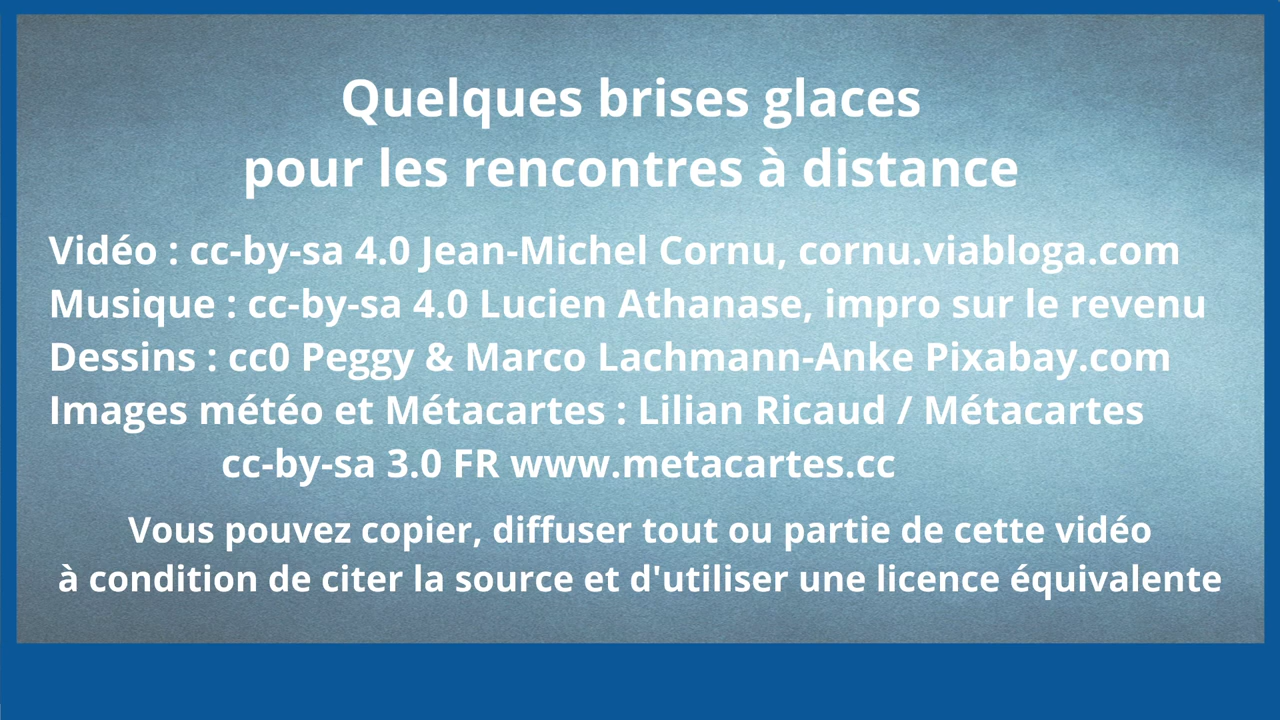 Quelques brises glaces
pour les rencontres à distance
Vidéo : cc-by-sa 4.0 Jean-Michel Cornu, cornu.viabloga.com
Musique : cc-by-sa 4.0 Lucien Athanase, impro sur le revenu
Dessins : cc0 Peggy & Marco Lachmann-Anke Pixabay.com
Images météo et Métacartes : Lilian Ricaud / Métacartes
cc-by-sa 3.0 FR www.metacartes.cc
Vous pouvez copier, diffuser tout ou partie de cette vidéo
à condition de citer la source et d'utiliser une licence équivalente